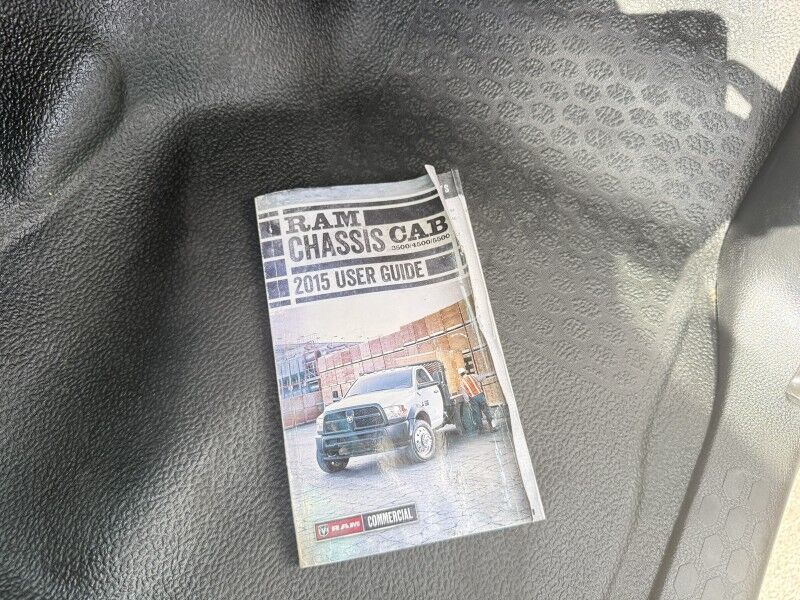 RAM
CHASSIS CAB
3500/4500/5500
2015 USER GUIDE
RAM COMMERCIAL